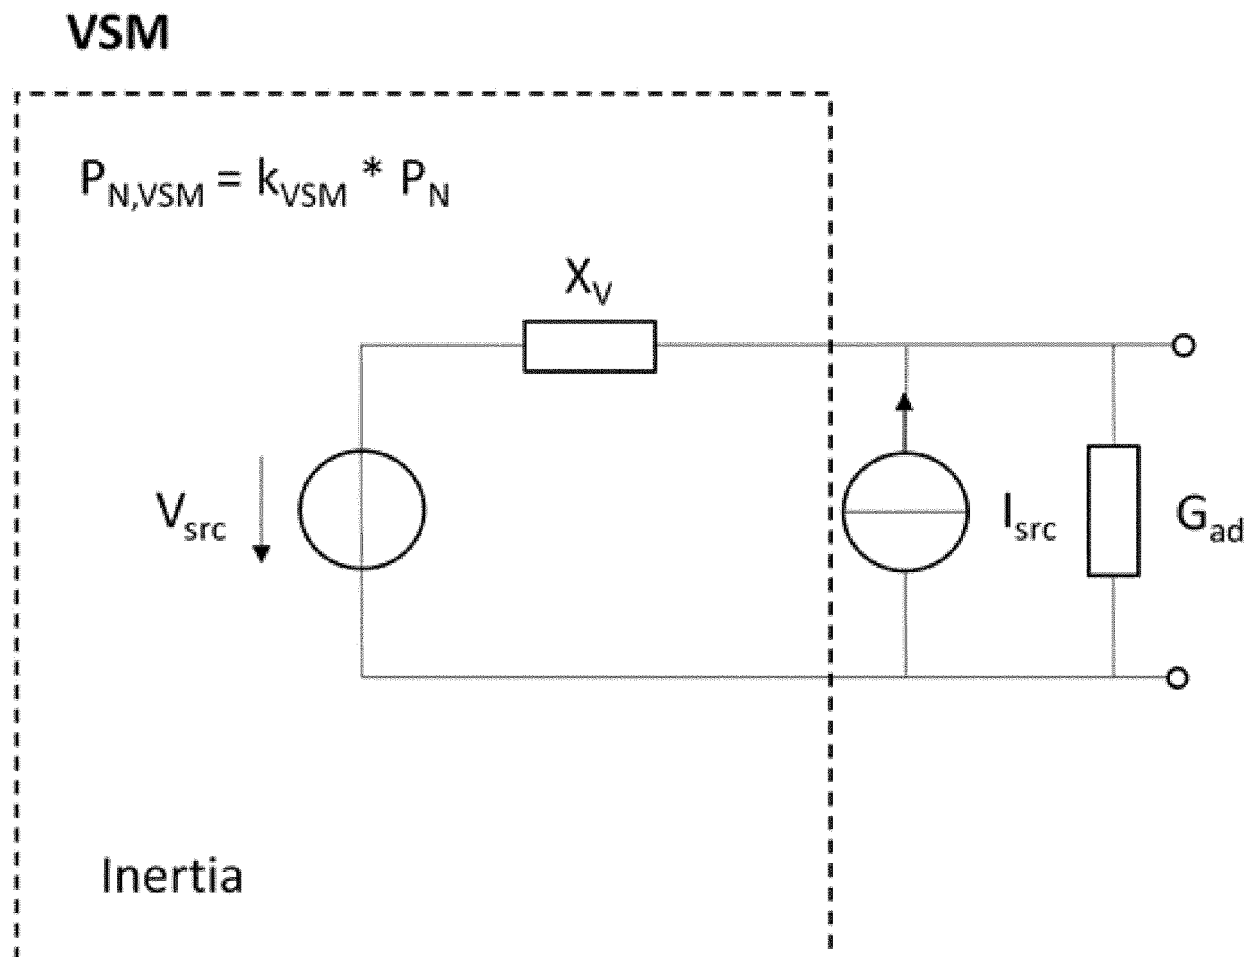 VSM
P_N,VSM = k_VSM * P_N
X_V
V_src
I_src
G_ad
Inertia